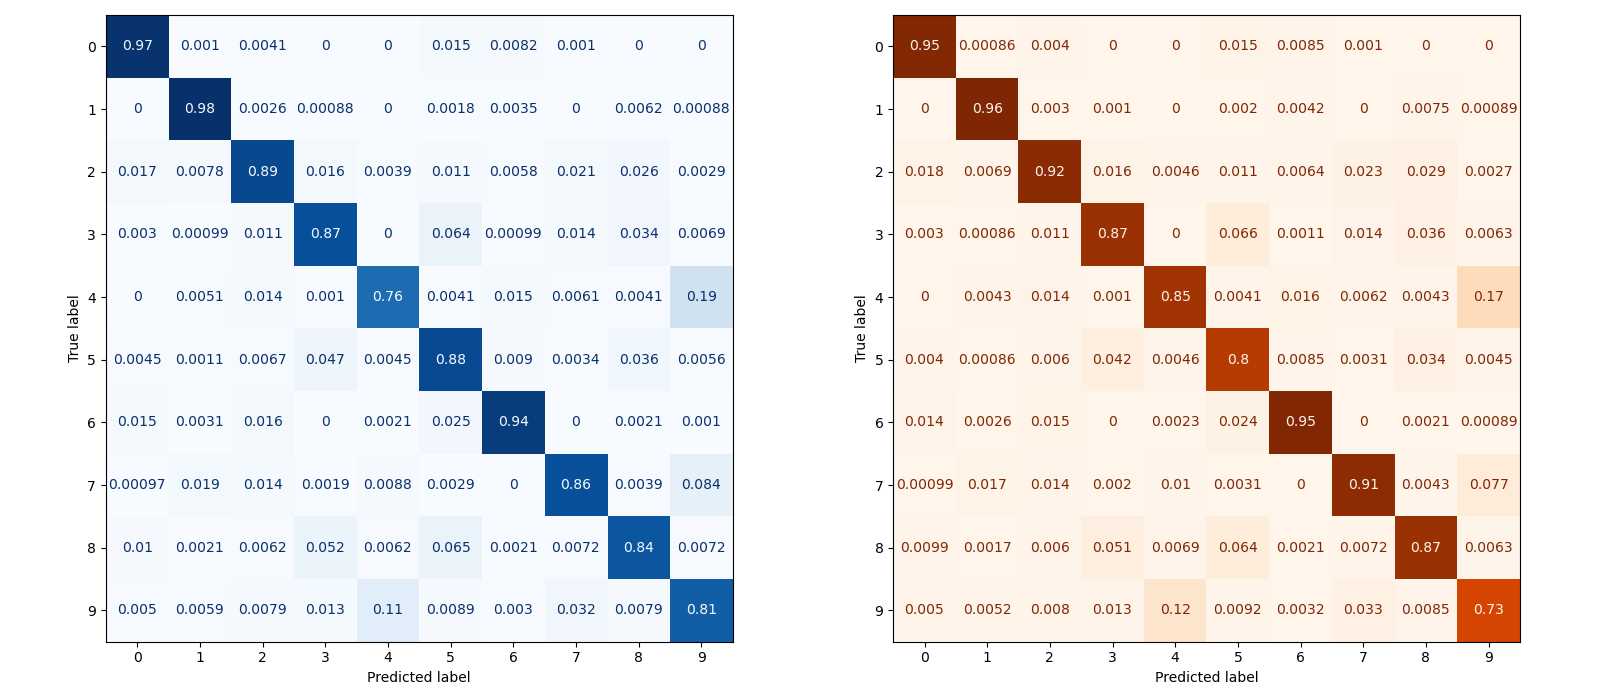 0 0.97 0.001 0.0041 0 0 0.015 0.0082 0.001 0 0
1 0 0.98 0.0026 0.00088 0 0.0018 0.0035 0 0.0062 0.00088
2 0.017 0.0078 0.89 0.016 0.0039 0.011 0.0058 0.021 0.026 0.0029
3 0.003 0.00099 0.011 0.87 0 0.064 0.00099 0.014 0.034 0.0069
4 0 0.0051 0.014 0.001 0.76 0.0041 0.015 0.0061 0.0041 0.19
5 0.0045 0.0011 0.0067 0.047 0.0045 0.88 0.009 0.0034 0.036 0.0056
6 0.015 0.0031 0.016 0 0.0021 0.025 0.94 0 0.0021 0.001
7 0.00097 0.019 0.014 0.0019 0.0088 0.0029 0 0.86 0.0039 0.084
8 0.01 0.0021 0.0062 0.052 0.0062 0.065 0.0021 0.0072 0.84 0.0072
9 0.005 0.0059 0.0079 0.013 0.11 0.0089 0.003 0.032 0.0079 0.81
0 1 2 3 4 5 6 7 8 9
Predicted label
True label
0 0.95 0.00086 0.004 0 0 0.015 0.0085 0.001 0 0
1 0 0.96 0.003 0.001 0 0.002 0.0042 0 0.0075 0.00089
2 0.018 0.0069 0.92 0.016 0.0046 0.011 0.0064 0.023 0.029 0.0027
3 0.003 0.00086 0.011 0.87 0 0.066 0.0011 0.014 0.036 0.0063
4 0 0.0043 0.014 0.001 0.85 0.0041 0.016 0.0062 0.0043 0.17
5 0.004 0.00086 0.006 0.042 0.0046 0.8 0.0085 0.0031 0.034 0.0045
6 0.014 0.0026 0.015 0 0.0023 0.024 0.95 0 0.0021 0.00089
7 0.00099 0.017 0.014 0.002 0.01 0.0031 0 0.91 0.0043 0.077
8 0.0099 0.0017 0.006 0.051 0.0069 0.064 0.0021 0.0072 0.87 0.0063
9 0.005 0.0052 0.008 0.013 0.12 0.0092 0.0032 0.033 0.0085 0.73
0 1 2 3 4 5 6 7 8 9
Predicted label
True label